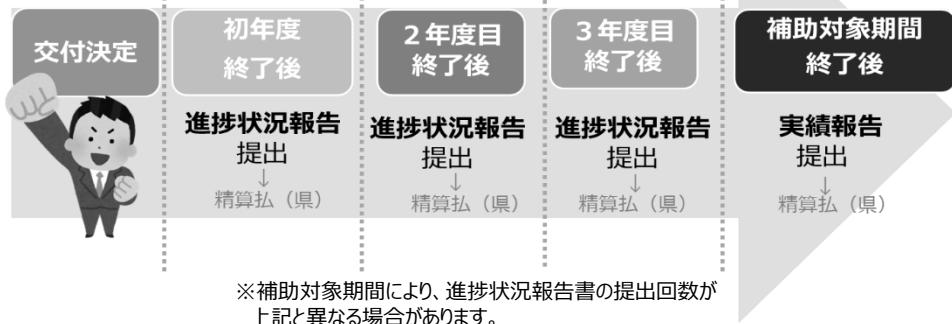 交付決定
初年度
終了後
２年度目
終了後
３年度目
終了後
補助対象期間
終了後
進捗状況報告
提出
↓
精算払（県）
進捗状況報告
提出
↓
精算払（県）
進捗状況報告
提出
↓
精算払（県）
実績報告
提出
↓
精算払（県）
※補助対象期間により、進捗状況報告書の提出回数が
上記と異なる場合があります。